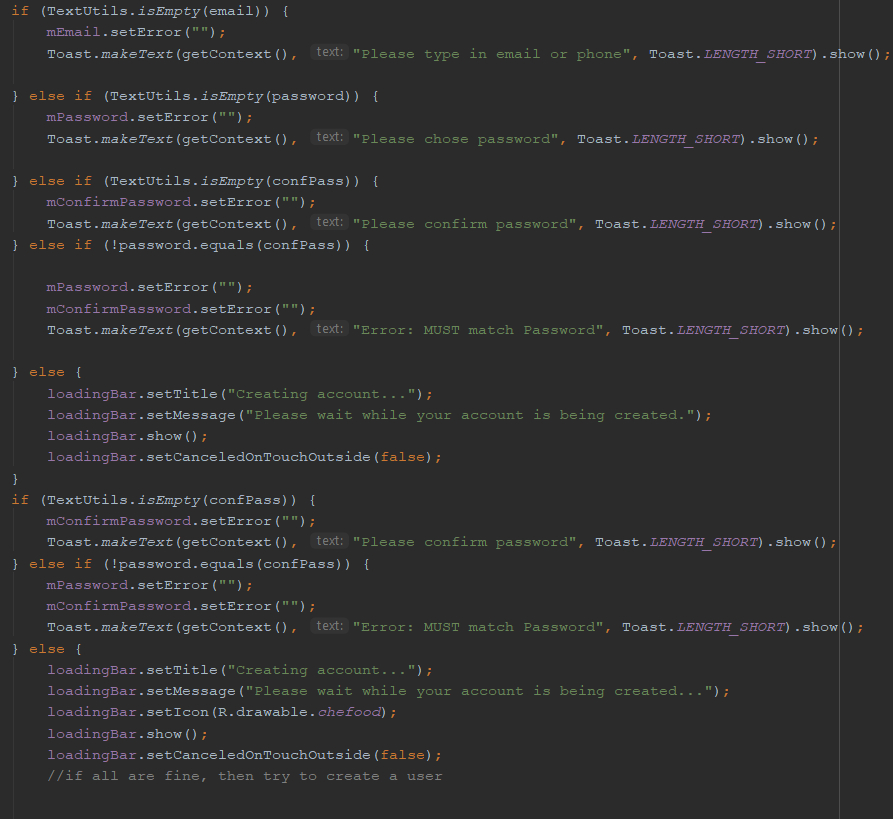 if (TextUtils.isEmpty(email)) {
mEmail.setError("");
Toast.makeText(getContext(), text: "Please type in email or phone", Toast.LENGTH_SHORT).show();
} else if (TextUtils.isEmpty(password)) {
mPassword.setError("");
Toast.makeText(getContext(), text: "Please chose password", Toast.LENGTH_SHORT).show();
} else if (TextUtils.isEmpty(confPass)) {
mConfirmPassword.setError("");
Toast.makeText(getContext(), text: "Please confirm password", Toast.LENGTH_SHORT).show();
} else if (!password.equals(confPass)) {
mPassword.setError("");
mConfirmPassword.setError("");
Toast.makeText(getContext(), text: "Error: MUST match Password", Toast.LENGTH_SHORT).show();
} else {
loadingBar.setTitle("Creating account...");
loadingBar.setMessage("Please wait while your account is being created.");
loadingBar.show();
loadingBar.setCanceledOnTouchOutside(false);
}
if (TextUtils.isEmpty(confPass)) {
mConfirmPassword.setError("");
Toast.makeText(getContext(), text: "Please confirm password", Toast.LENGTH_SHORT).show();
} else if (!password.equals(confPass)) {
mPassword.setError("");
mConfirmPassword.setError("");
Toast.makeText(getContext(), text: "Error: MUST match Password", Toast.LENGTH_SHORT).show();
} else {
loadingBar.setTitle("Creating account...");
loadingBar.setMessage("Please wait while your account is being created...");
loadingBar.setIcon(R.drawable.chefood);
loadingBar.show();
loadingBar.setCanceledOnTouchOutside(false);
//if all are fine, then try to create a user